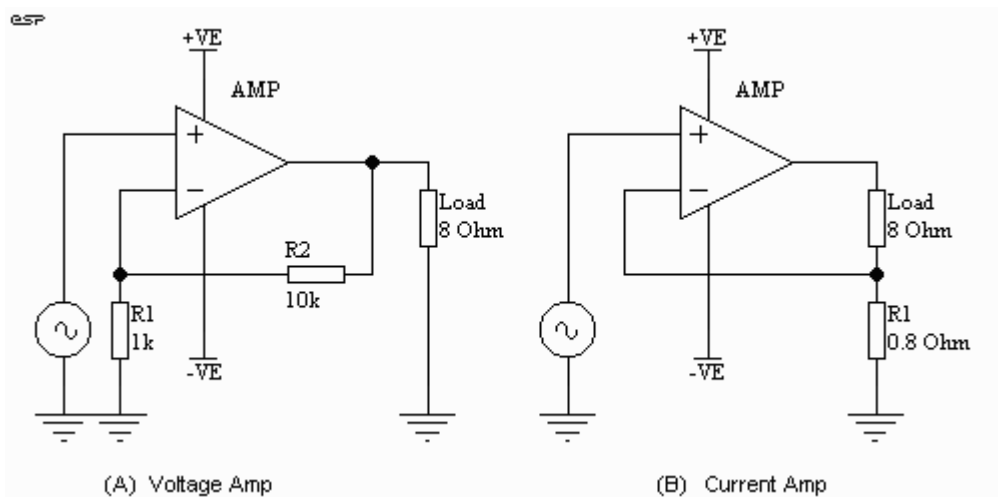 esp
+VE
AMP
+
−
Load
8 Ohm
R2
10k
R1
1k
-VE
(A) Voltage Amp
+VE
AMP
+
−
Load
8 Ohm
R1
0.8 Ohm
-VE
(B) Current Amp